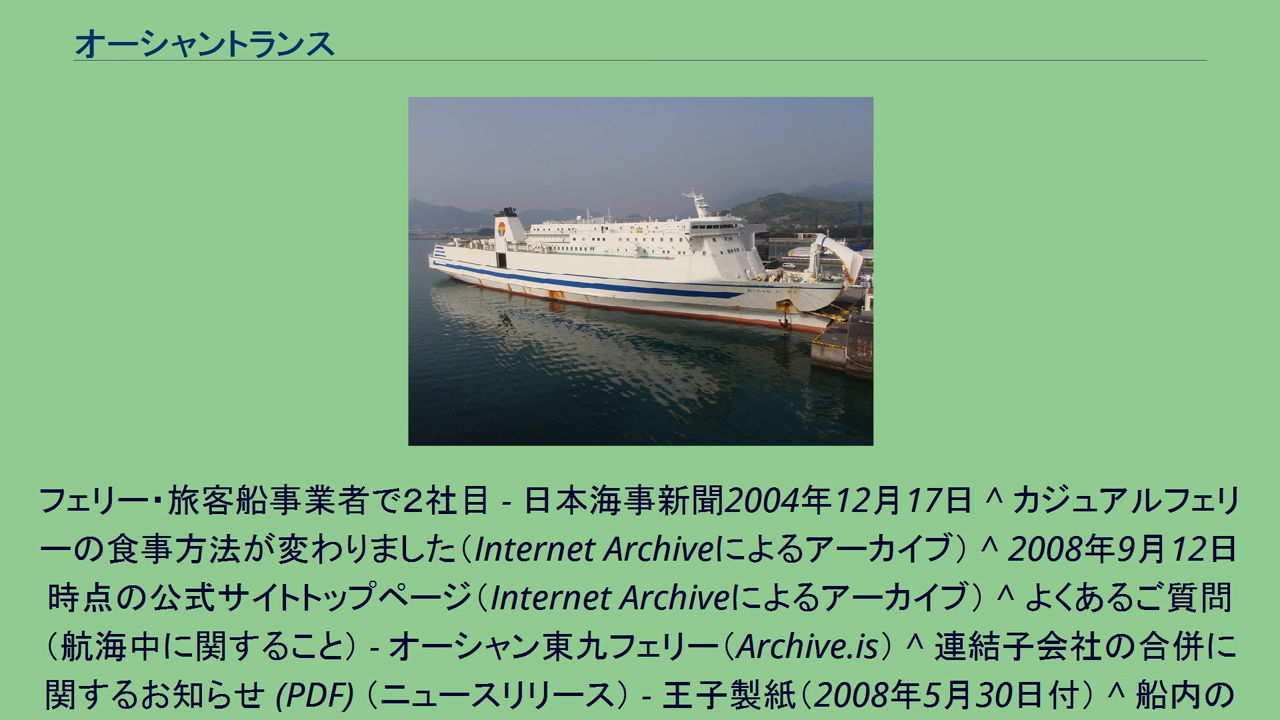 オーシャントランス
フェリー・旅客船事業者で２社目 - 日本海事新聞2004年12月17日 ^ カジュアルフェリ
ーの食事方法が変わりました（Internet Archiveによるアーカイブ） ^ 2008年9月12日
時点の公式サイトトップページ（Internet Archiveによるアーカイブ） ^ よくあるご質問
（航海中に関すること） - オーシャン東九フェリー（Archive.is） ^ 連結子会社の合併に
関するお知らせ (PDF) （ニュースリリース） - 王子製紙（2008年5月30日付） ^ 船内の